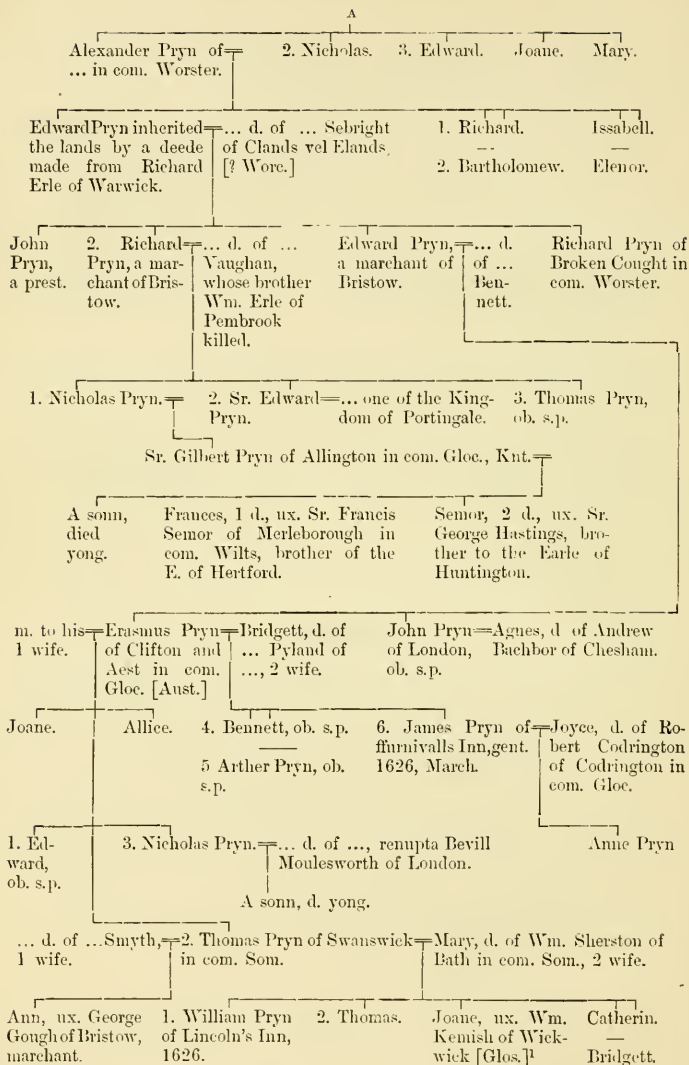 A
Alexander Pryn of 2. Nicholas. 3. Edward. Joane. Mary.
... in com. Worster.
Edward Pryn inherited ... d. of ... Sebright 1. Richard. Issabell.
the lands by a deede of Clands vel Elands, -- —
made from Richard [? Worc.] 2. Bartholomew. Elenor.
Erle of Warwick.
John 2. Richard ... d. of ... Edward Pryn, ... d. Richard Pryn of
Pryn, Pryn, a mar- Vaughan, a marchant of of ... Broken Cought in
a prest. chant of Bris- whose brother Bristow. Ben- com. Worster.
tow. Wm. Erle of nett.
Pembrook
killed.
1. Nicholas Pryn. 2. Sr. Edward ... one of the King- 3. Thomas Pryn,
Pryn. dom of Portingale. ob. s.p.
Sr. Gilbert Pryn of Allington in com. Gloc., Knt.
A sonn, Frances, 1 d., ux. Sr. Francis Semor, 2 d., ux. Sr.
died Semor of Merleborough in George Hastings, bro-
yong. com. Wilts, brother of the ther to the Earle of
E. of Hertford. Huntington.
m. to his Erasmus Pryn Bridgett, d. of John Pryn Agnes, d of Andrew
1 wife. of Clifton and ... Pyland of of London, Bachbor of Chesham.
Aest in com. ..., 2 wife. ob. s.p.
Gloc. [Aust.]
Joane. Allice. 4. Bennett, ob. s.p. 6. James Pryn of Joyce, d. of Ro-
— ffurnivalls Inn, gent. bert Codrington
5 Arther Pryn, ob. 1626, March. of Codrington in
s.p. com. Gloc.
1. Ed- 3. Nicholas Pryn. ... d. of ..., renupta Bevill Anne Pryn
ward, Moulesworth of London.
ob. s.p.
A sonn, d. yong.
... d. of ... Smyth, 2. Thomas Pryn of Swanswick Mary, d. of Wm. Sherston of
1 wife. in com. Som. Bath in com. Som., 2 wife.
Ann, ux. George 1. William Pryn 2. Thomas. Joane, ux. Wm. Catherin.
Gough of Bristow, of Lincoln's Inn, Kemish of Wick- —
marchant. 1626. wick [Glos.]¹ Bridgett.